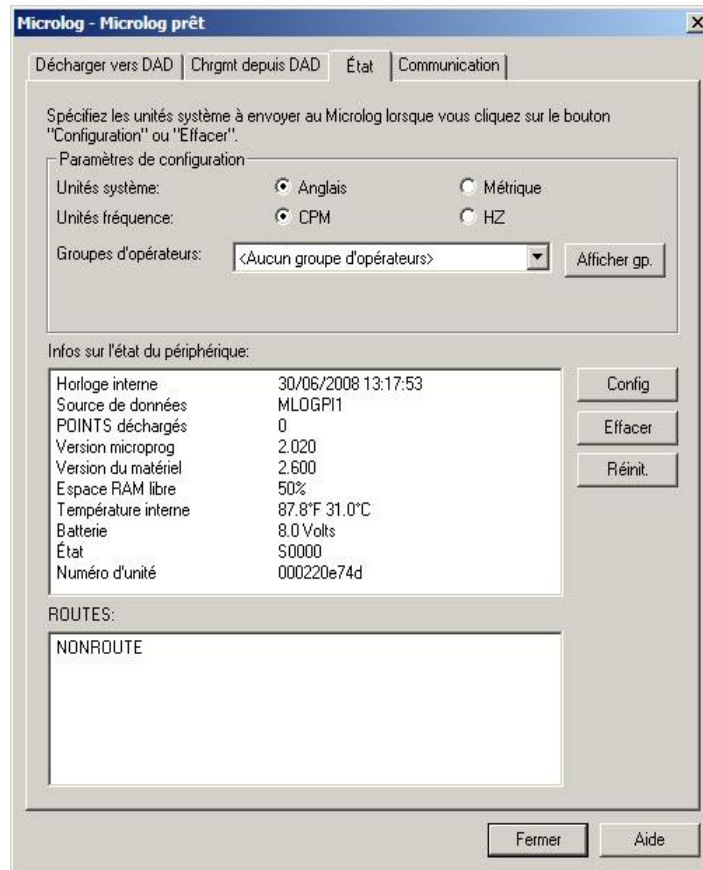 Microlog - Microlog prêt
Décharger vers DAD Chrgmt depuis DAD État Communication
Spécifiez les unités système à envoyer au Microlog lorsque vous cliquez sur le bouton
"Configuration" ou "Effacer".
Paramètres de configuration
Unités système: Anglais Métrique
Unités fréquence: CPM HZ
Groupes d'opérateurs: <Aucun groupe d'opérateurs> Afficher gp.
Infos sur l'état du périphérique:
Horloge interne 30/06/2008 13:17:53
Source de données MLOGPI1
POINTS déchargés 0
Version microprog 2.020
Version du matériel 2.600
Espace RAM libre 50%
Température interne 87.8°F 31.0°C
Batterie 8.0 Volts
État S0000
Numéro d'unité 000220e74d
Config
Effacer
Réinit.
ROUTES:
NONROUTE
Fermer Aide